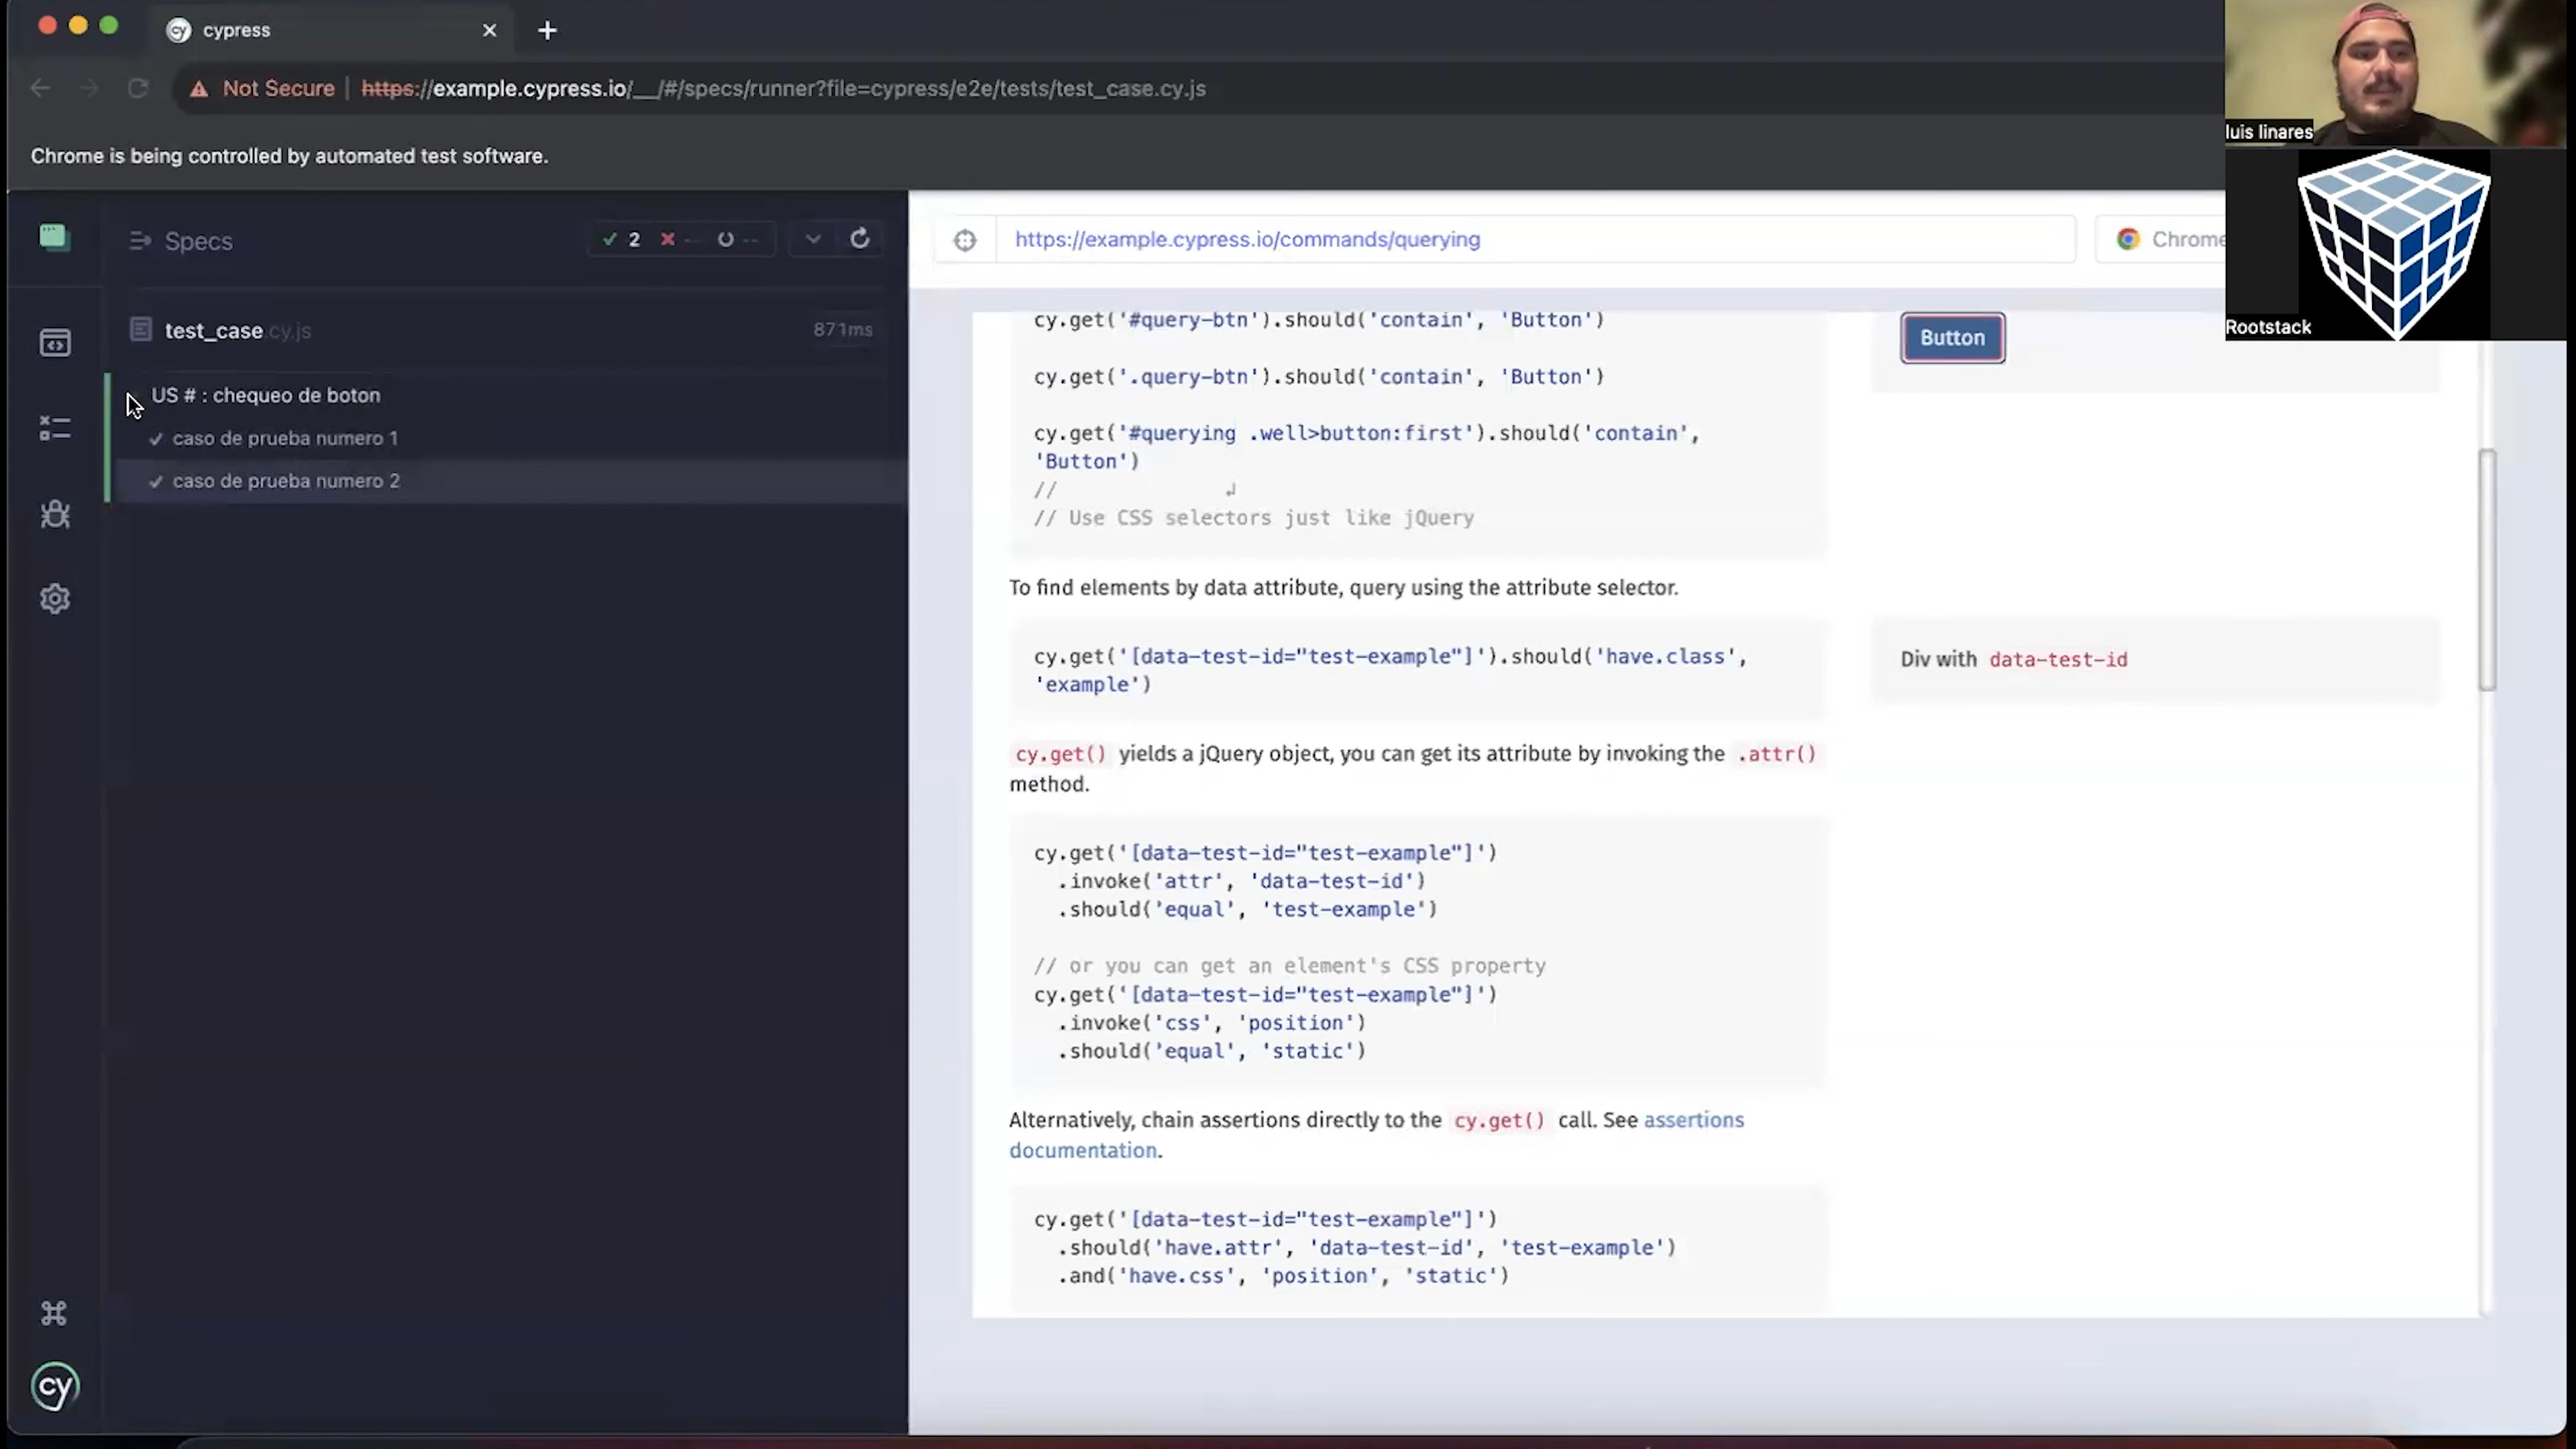 cypress
Not Secure | https://example.cypress.io/__/#/specs/runner?file=cypress/e2e/tests/test_case.cy.js
Chrome is being controlled by automated test software.
luis linares
Rootstack
Specs
2 -- --
test_case.cy.js 871ms
US # : chequeo de boton
caso de prueba numero 1
caso de prueba numero 2
cy
https://example.cypress.io/commands/querying
Chrome
cy.get('#query-btn').should('contain', 'Button')
Button
cy.get('.query-btn').should('contain', 'Button')
cy.get('#querying .well>button:first').should('contain',
'Button')
//
// Use CSS selectors just like jQuery
To find elements by data attribute, query using the attribute selector.
cy.get('[data-test-id="test-example"]').should('have.class',
'example')
Div with data-test-id
cy.get() yields a jQuery object, you can get its attribute by invoking the .attr()
method.
cy.get('[data-test-id="test-example"]')
.invoke('attr', 'data-test-id')
.should('equal', 'test-example')
// or you can get an element's CSS property
cy.get('[data-test-id="test-example"]')
.invoke('css', 'position')
.should('equal', 'static')
Alternatively, chain assertions directly to the cy.get() call. See assertions
documentation.
cy.get('[data-test-id="test-example"]')
.should('have.attr', 'data-test-id', 'test-example')
.and('have.css', 'position', 'static')